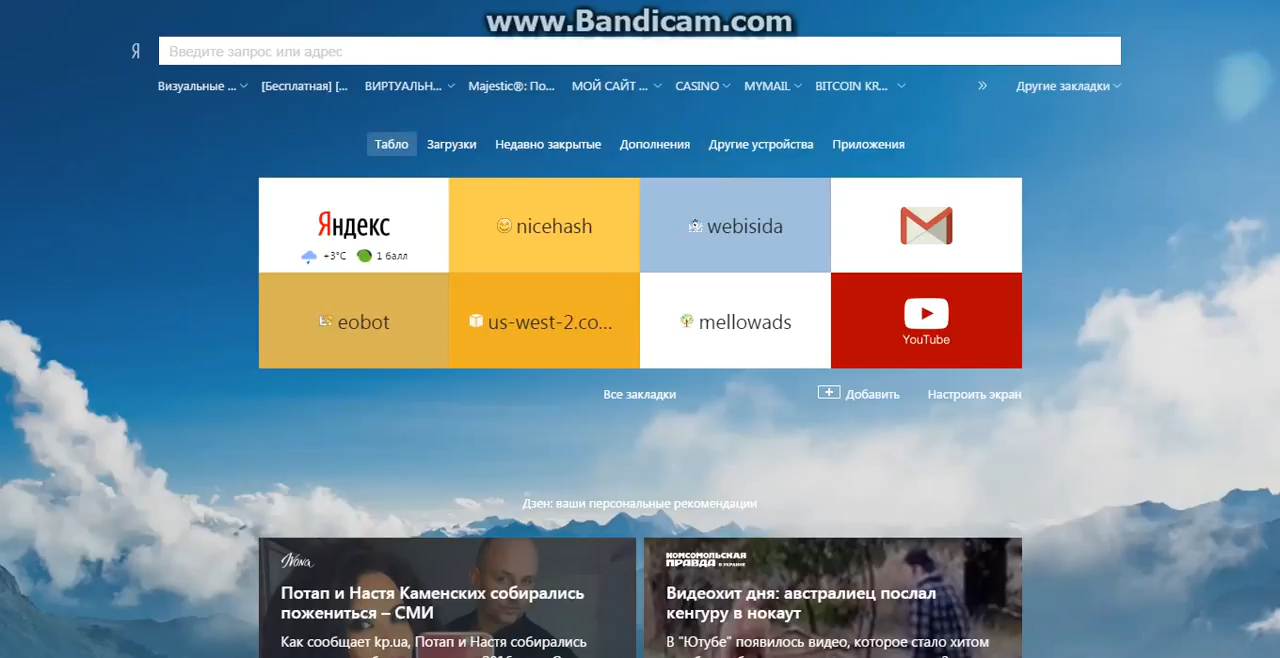 www.Bandicam.com
Я Введите запрос или адрес
Визуальные ... [Бесплатная] [... ВИРТУАЛЬН... Majestic®: По... МОЙ САЙТ ... CASINO MYMAIL BITCOIN KR... » Другие закладки
Табло Загрузки Недавно закрытые Дополнения Другие устройства Приложения
Яндекс
+3°C 1 балл
nicehash
webisida
eobot
us-west-2.co...
mellowads
YouTube
Все закладки Добавить Настроить экран
Дзен: ваши персональные рекомендации
Ivona
Потап и Настя Каменских собирались
пожениться – СМИ
Как сообщает kp.ua, Потап и Настя собирались
КОМСОМОЛЬСКАЯ
ПРАВДА В УКРАИНЕ
Видеохит дня: австралиец послал
кенгуру в нокаут
В "Ютубе" появилось видео, которое стало хитом